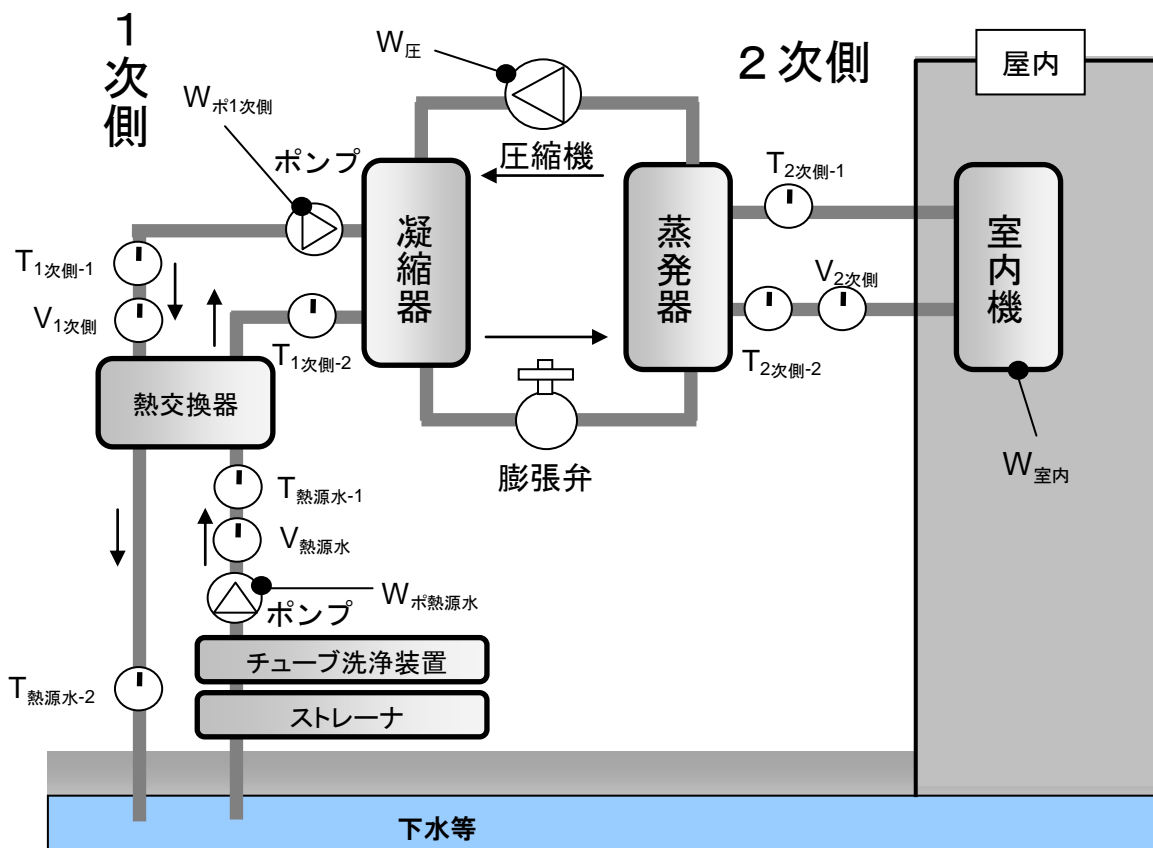 1次側
W圧
2次側
屋内
Wポ1次側
ポンプ
圧縮機
凝縮器
蒸発器
室内機
T2次側-1
T1次側-1
V1次側
V2次側
T1次側-2
T2次側-2
熱交換器
膨張弁
W室内
T熱源水-1
V熱源水
Wポ熱源水
ポンプ
チューブ洗浄装置
T熱源水-2
ストレーナ
下水等